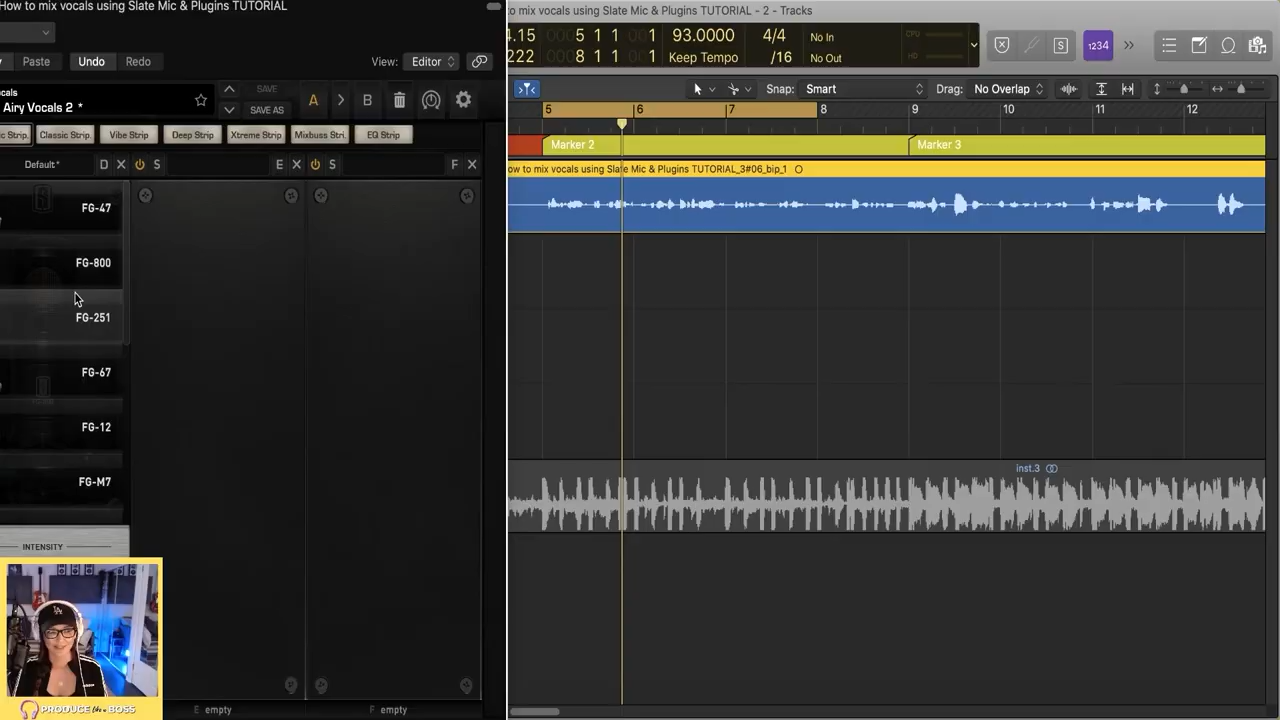 How to mix vocals using Slate Mic & Plugins TUTORIAL
Paste
Undo
Redo
View:
Editor
Airy Vocals 2 *
SAVE
SAVE AS
A
B
Classic Strip.
Vibe Strip
Deep Strip
Xtreme Strip
Mixbuss Stri.
EQ Strip
Default*
D
S
E
S
F
FG-47
FG-800
FG-251
FG-67
FG-12
FG-M7
INTENSITY
E empty
F empty
PRODUCE like a BOSS
to mix vocals using Slate Mic & Plugins TUTORIAL - 2 - Tracks
4.15
0005 1 1 001
93.0000
4/4
No In
CPU
222
0008 1 1 001
Keep Tempo
/16
No Out
HD
S
1234
Snap:
Smart
Drag:
No Overlap
5
6
7
8
9
10
11
12
Marker 2
Marker 3
ow to mix vocals using Slate Mic & Plugins TUTORIAL_3#06_bip_1
inst.3